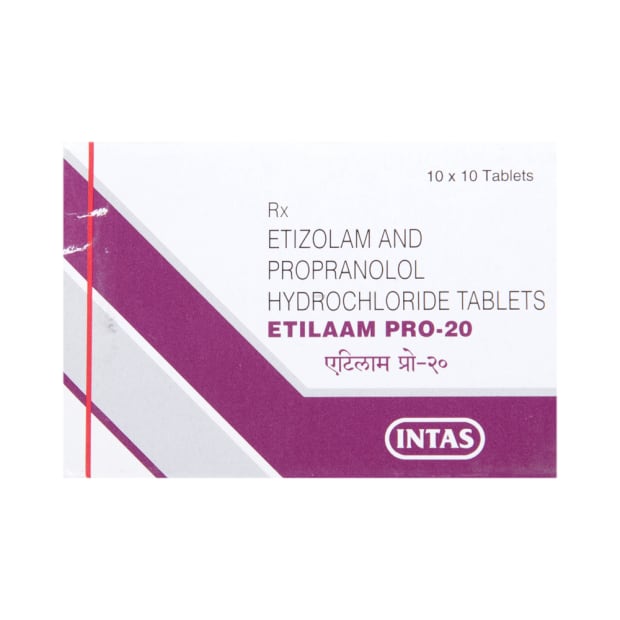 10 x 10 Tablets
Rx
ETIZOLAM AND
PROPRANOLOL
HYDROCHLORIDE TABLETS
ETILAAM PRO-20
एटिलाम प्रो-२०
INTAS